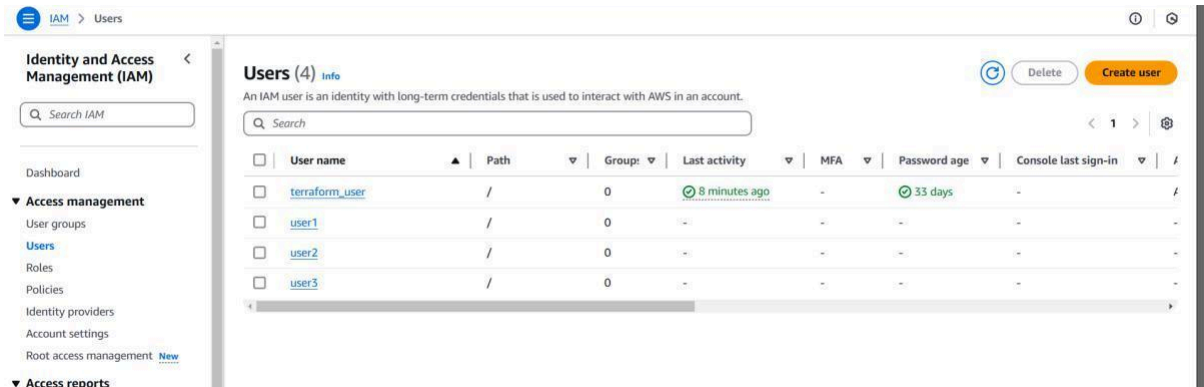 IAM > Users
Identity and Access Management (IAM)
Search IAM
Dashboard
Access management
User groups
Users
Roles
Policies
Identity providers
Account settings
Root access management New
Access reports
Users (4) Info
Delete
Create user
An IAM user is an identity with long-term credentials that is used to interact with AWS in an account.
Search
1
User name Path Group: Last activity MFA Password age Console last sign-in
terraform_user / 0 8 minutes ago - 33 days -
user1 / 0 - - - - -
user2 / 0 - - - - -
user3 / 0 - - - - -